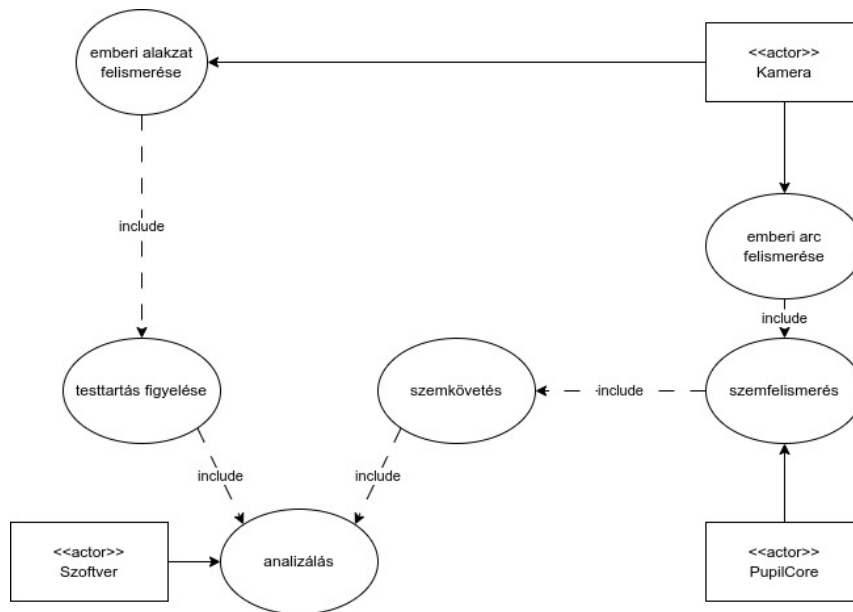 emberi alakzat
felismerése
<<actor>>
Kamera
include
emberi arc
felismerése
include
testtartás figyelése
szemkövetés
include
szemfelismerés
include
include
<<actor>>
Szoftver
analizálás
<<actor>>
PupilCore